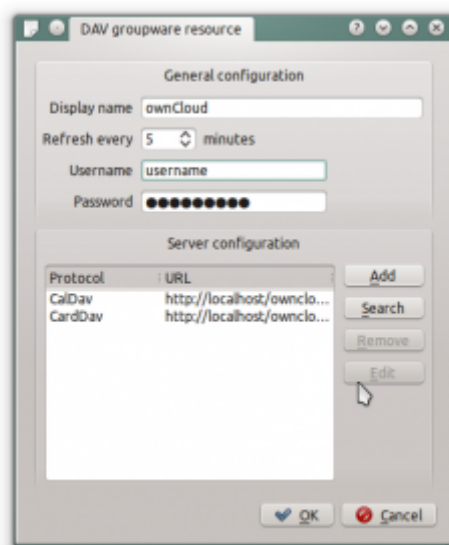 DAV groupware resource
General configuration
Display name ownCloud
Refresh every 5 minutes
Username username
Password ●●●●●●●●●
Server configuration
Protocol URL
CalDav http://localhost/ownclo...
CardDav http://localhost/ownclo...
Add
Search
Remove
Edit
OK Cancel